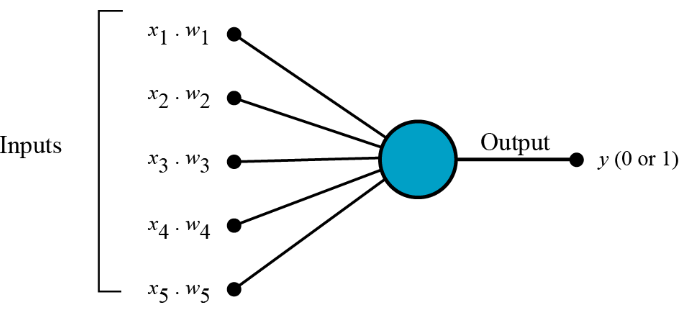 x1 . w1
x2 . w2
Inputs
Output
x3 . w3
y (0 or 1)
x4 . w4
x5 . w5